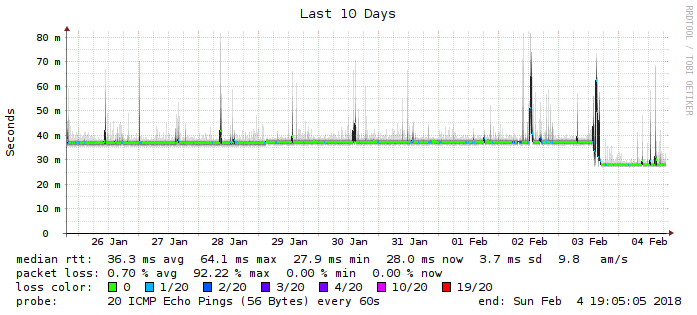 Last 10 Days
RRDTOOL / TOBI OETIKER
Seconds
80 m
70 m
60 m
50 m
40 m
30 m
20 m
10 m
0
26 Jan 27 Jan 28 Jan 29 Jan 30 Jan 31 Jan 01 Feb 02 Feb 03 Feb 04 Feb
median rtt: 36.3 ms avg 64.1 ms max 27.9 ms min 28.0 ms now 3.7 ms sd 9.8 am/s
packet loss: 0.70 % avg 92.22 % max 0.00 % min 0.00 % now
loss color: 0 1/20 2/20 3/20 4/20 10/20 19/20
probe: 20 ICMP Echo Pings (56 Bytes) every 60s end: Sun Feb 4 19:05:05 2018